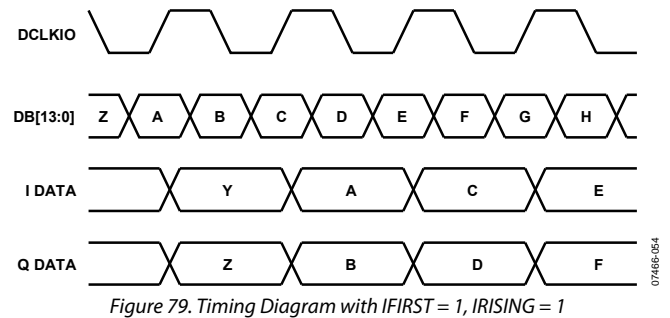 DCLKIO
DB[13:0] Z A B C D E F G H
I DATA Y A C E
Q DATA Z B D F
07466-054
Figure 79. Timing Diagram with IFIRST = 1, IRISING = 1